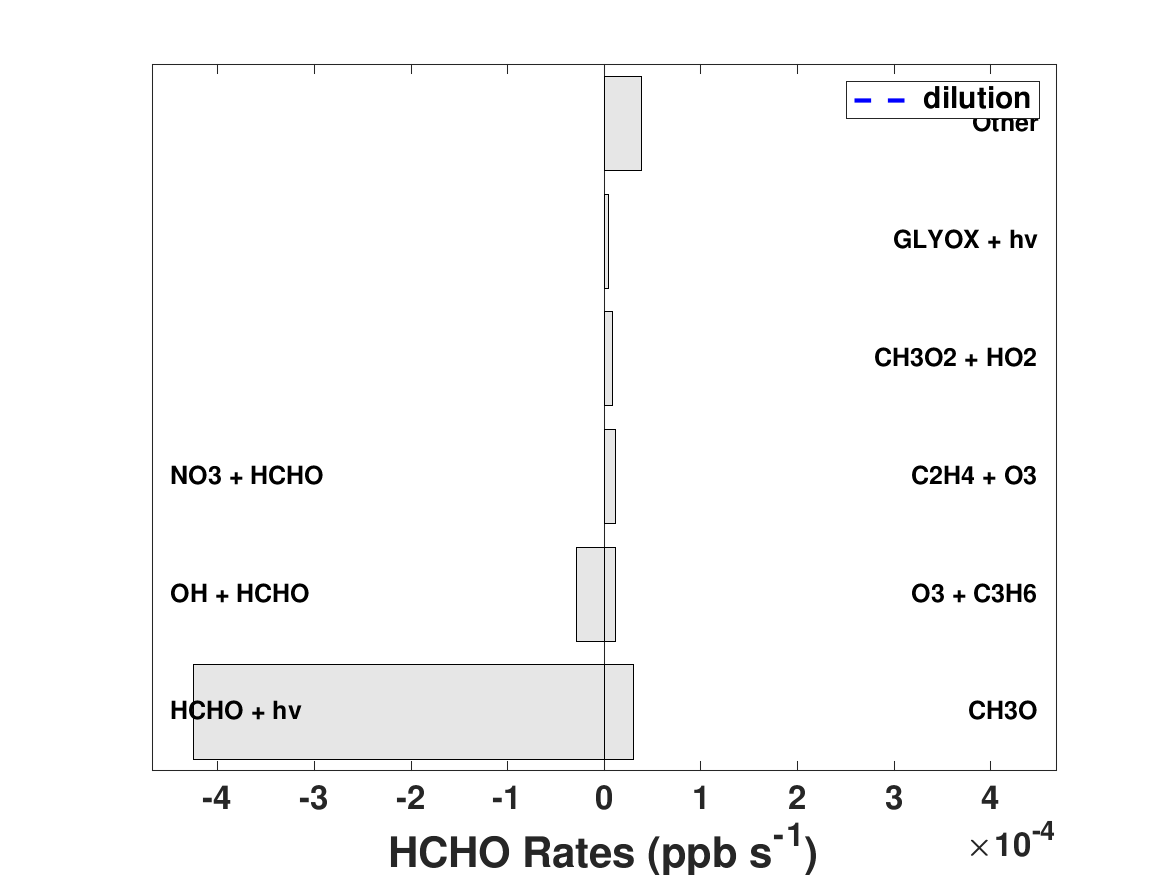 dilution
Other
GLYOX + hv
CH3O2 + HO2
NO3 + HCHO
C2H4 + O3
OH + HCHO
O3 + C3H6
HCHO + hv
CH3O
-4 -3 -2 -1 0 1 2 3 4
HCHO Rates (ppb s^-1)
×10^-4